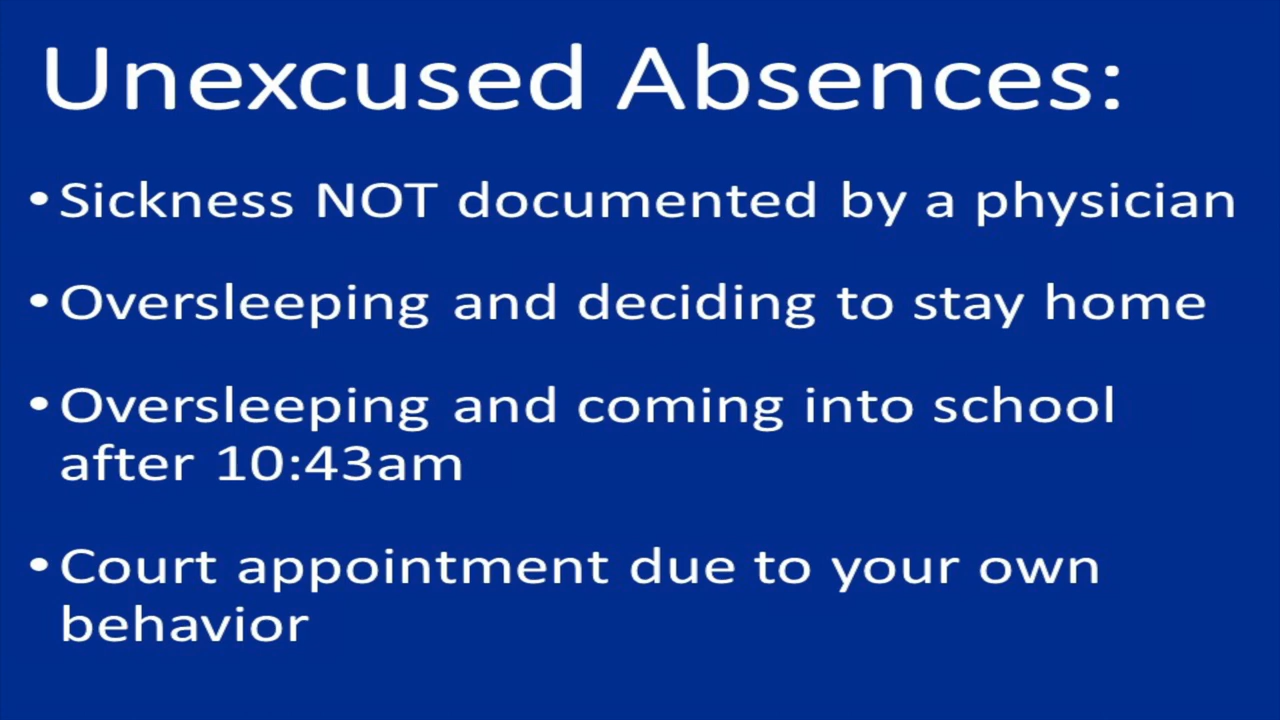 Unexcused Absences:
•Sickness NOT documented by a physician
•Oversleeping and deciding to stay home
•Oversleeping and coming into school
after 10:43am
•Court appointment due to your own
behavior